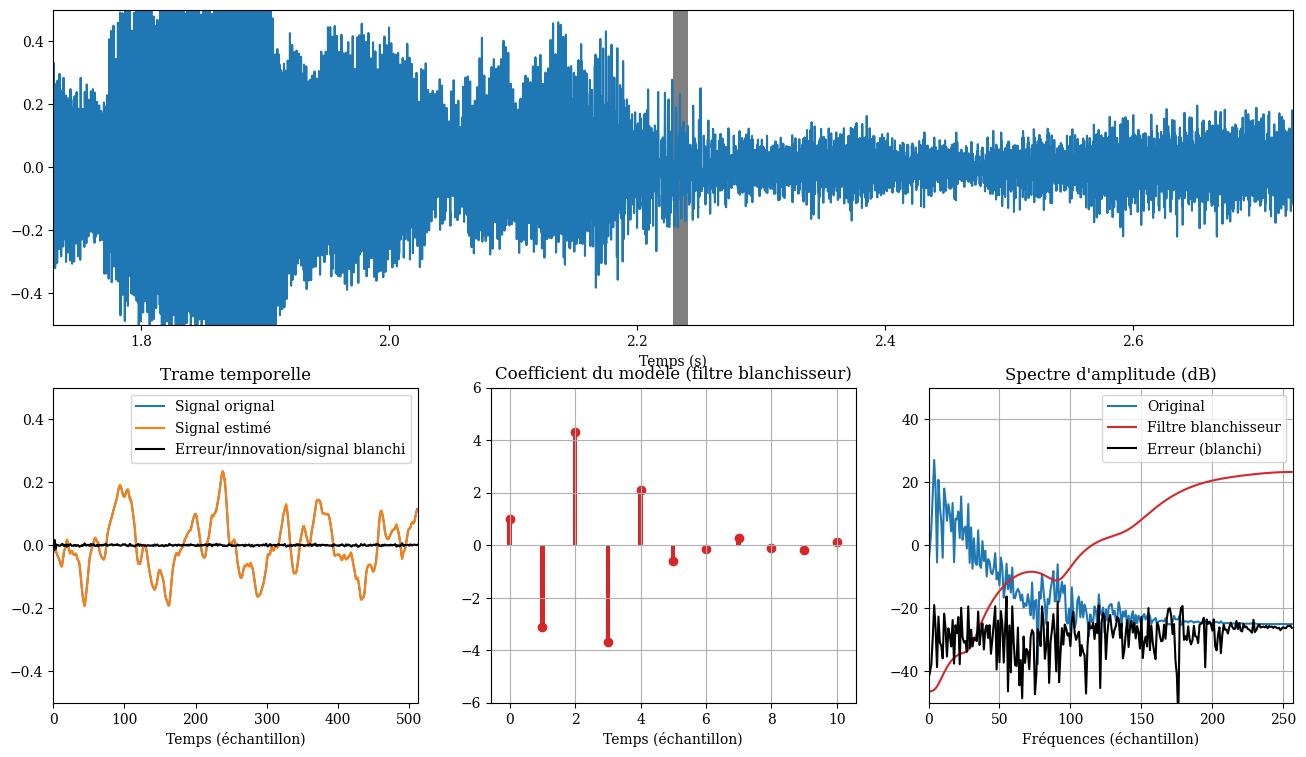 0.4
0.2
0.0
−0.2
−0.4
1.8 2.0 2.2 2.4 2.6
Temps (s)
Trame temporelle
0.4
0.2
0.0
−0.2
−0.4
Signal orignal
Signal estimé
Erreur/innovation/signal blanchi
0 100 200 300 400 500
Temps (échantillon)
Coefficient du modèle (filtre blanchisseur)
6
4
2
0
−2
−4
−6
0 2 4 6 8 10
Temps (échantillon)
Spectre d'amplitude (dB)
40
20
0
−20
−40
Original
Filtre blanchisseur
Erreur (blanchi)
0 50 100 150 200 250
Fréquences (échantillon)